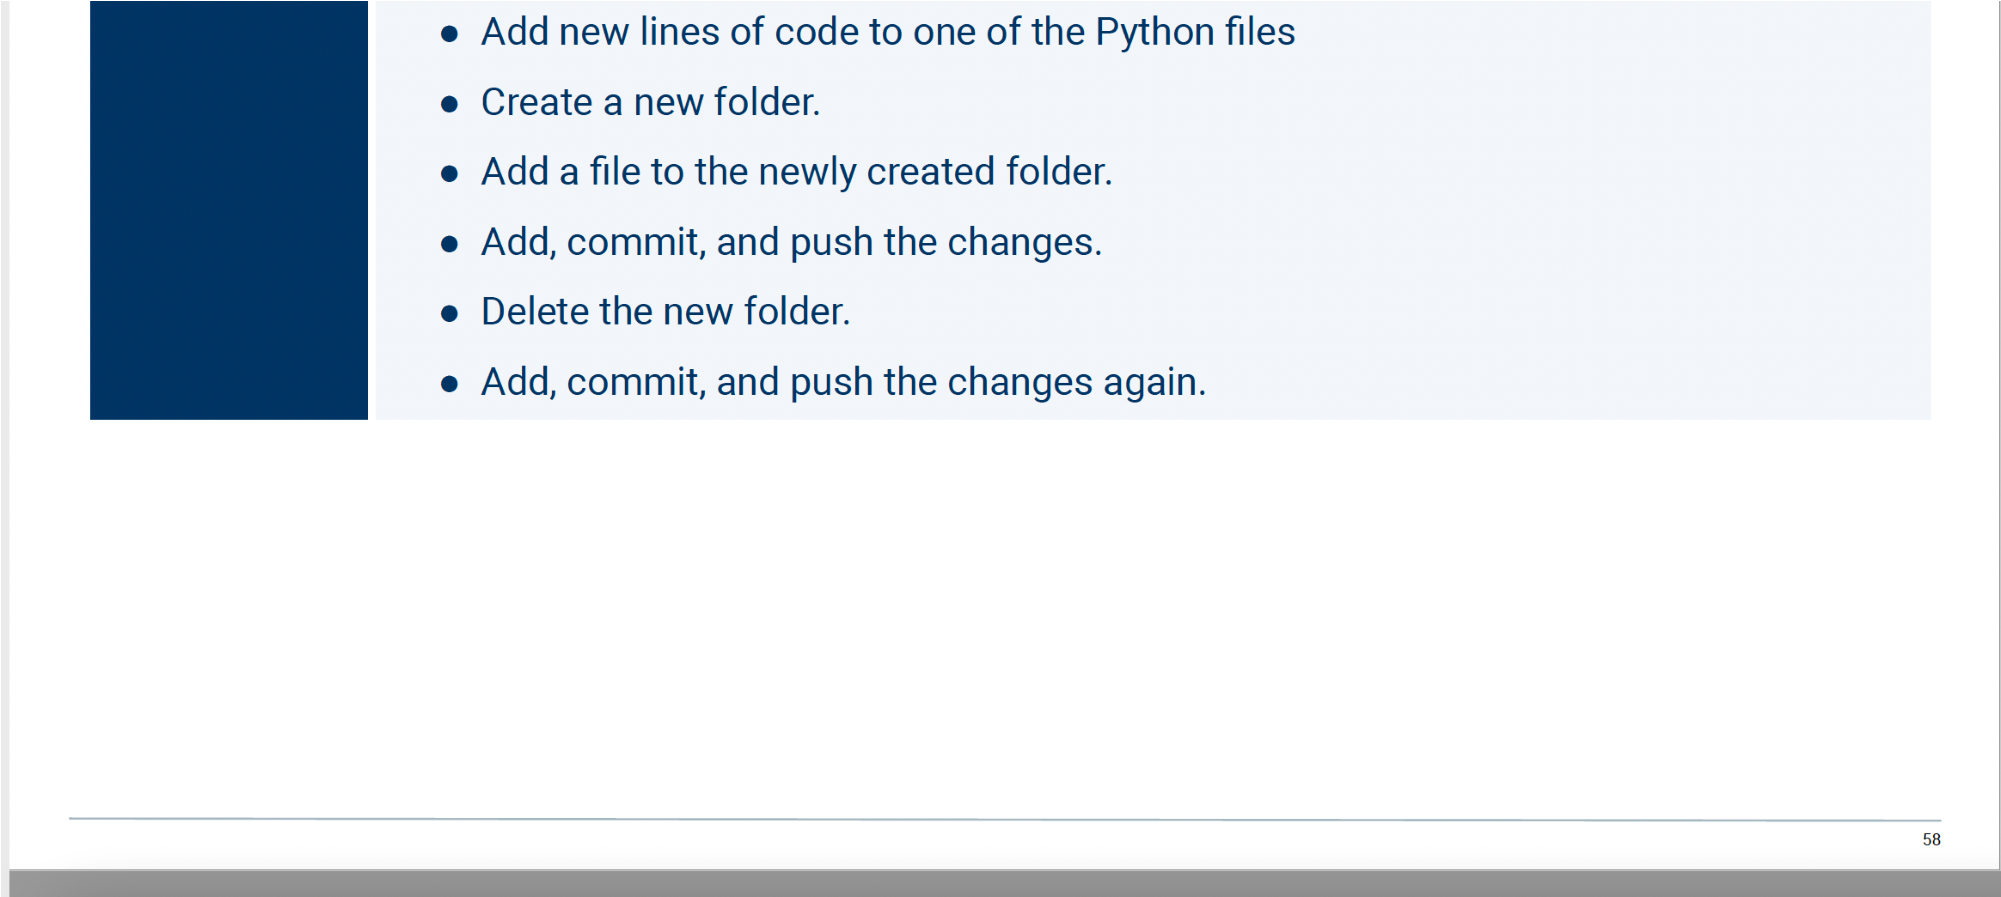 ● Add new lines of code to one of the Python files
● Create a new folder.
● Add a file to the newly created folder.
● Add, commit, and push the changes.
● Delete the new folder.
● Add, commit, and push the changes again.
58